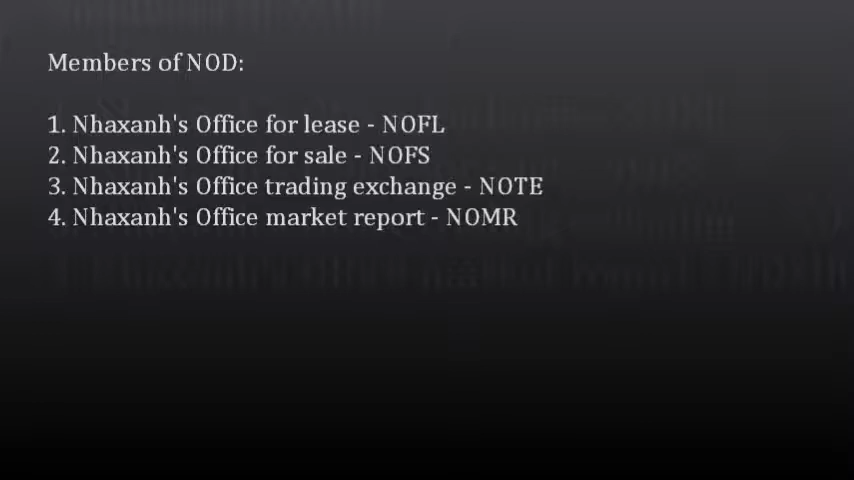 Members of NOD:
1. Nhaxanh's Office for lease - NOFL
2. Nhaxanh's Office for sale - NOFS
3. Nhaxanh's Office trading exchange - NOTE
4. Nhaxanh's Office market report - NOMR